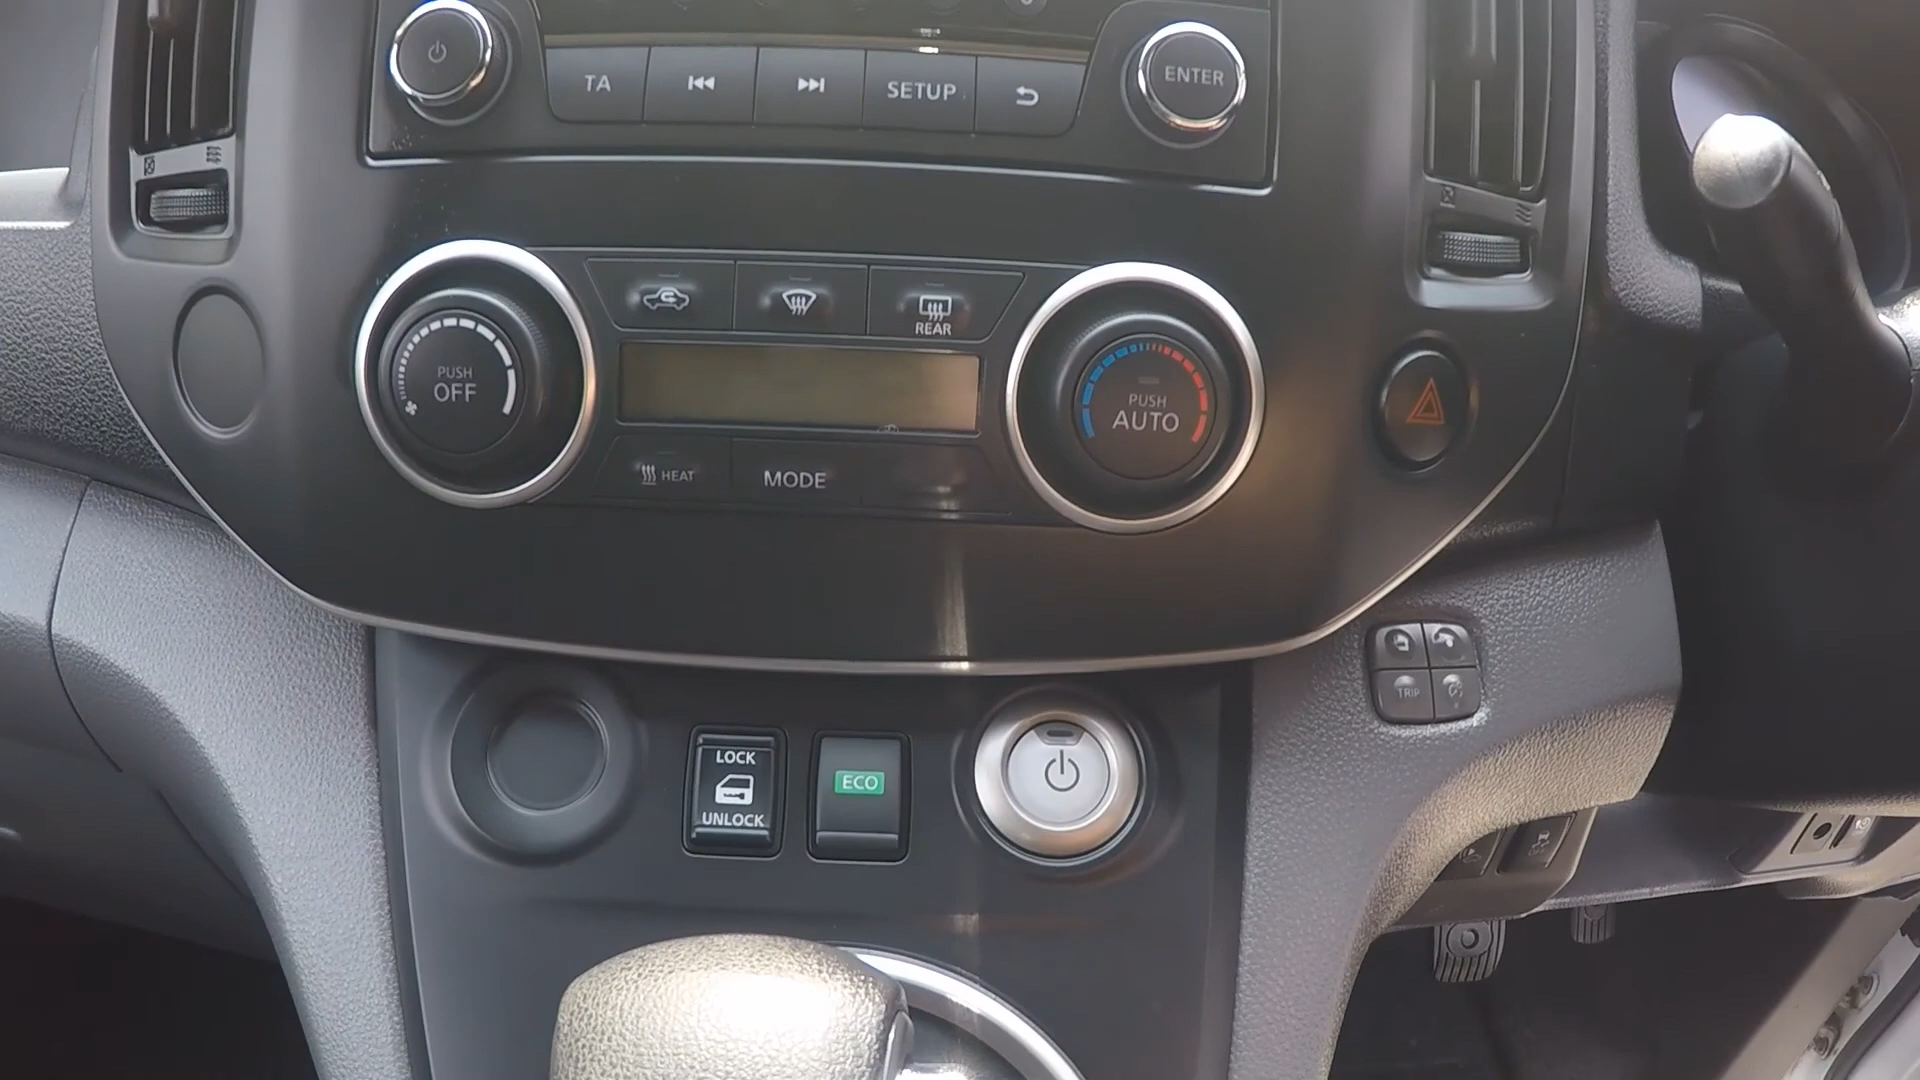 TA
SETUP
ENTER
REAR
PUSH
OFF
PUSH
AUTO
HEAT
MODE
TRIP
LOCK
UNLOCK
ECO